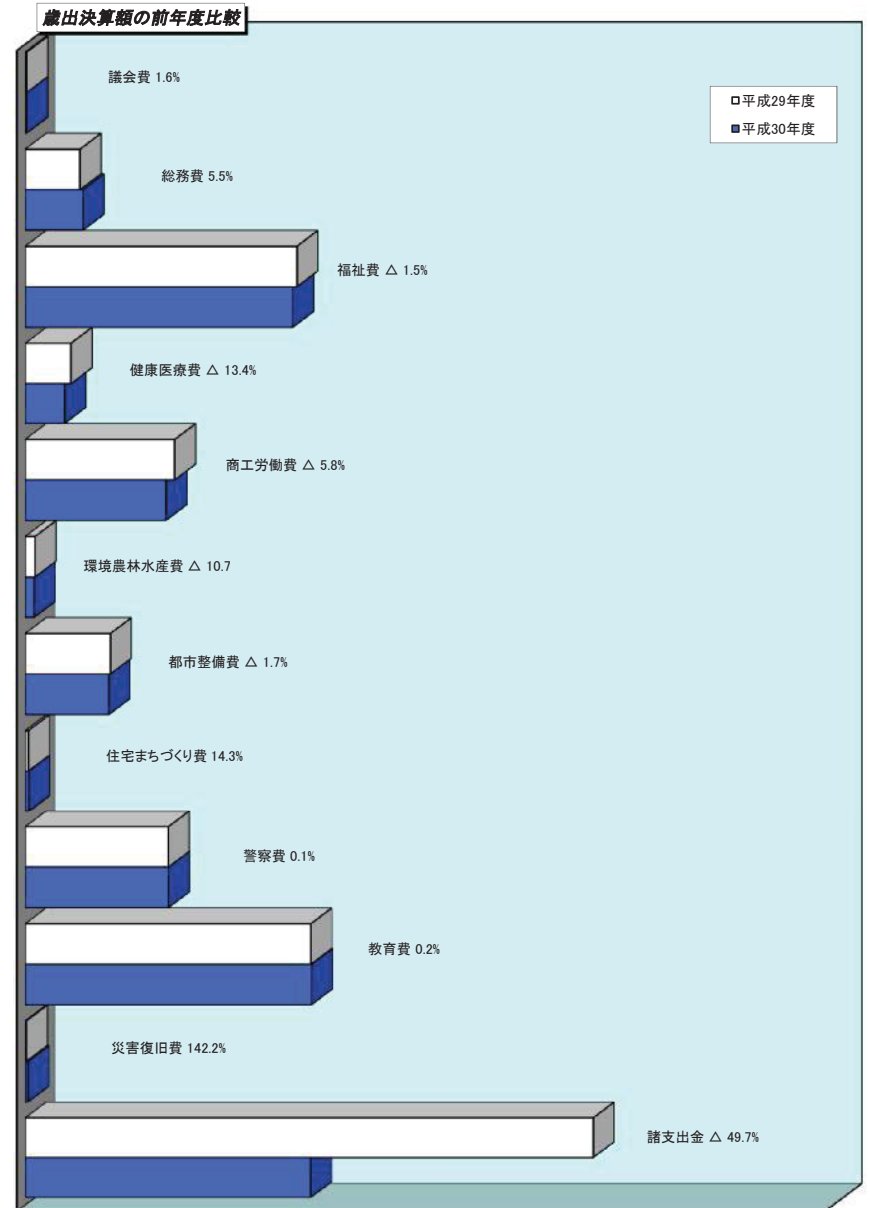 歳出決算額の前年度比較
議会費 1.6%
□平成29年度
■平成30年度
総務費 5.5%
福祉費 △ 1.5%
健康医療費 △ 13.4%
商工労働費 △ 5.8%
環境農林水産費 △ 10.7
都市整備費 △ 1.7%
住宅まちづくり費 14.3%
警察費 0.1%
教育費 0.2%
災害復旧費 142.2%
諸支出金 △ 49.7%